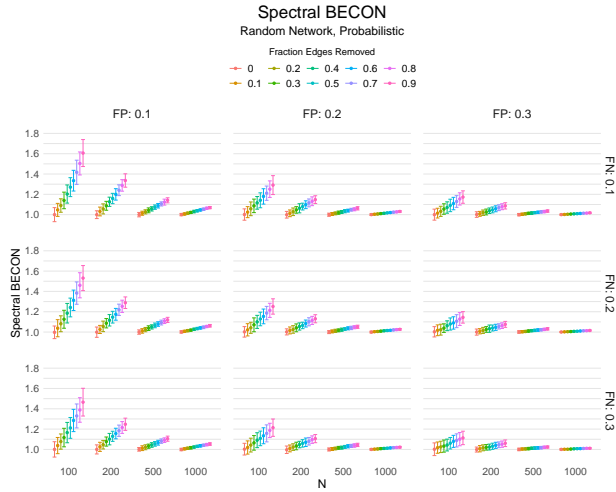 Spectral BECON
Random Network, Probabilistic
Fraction Edges Removed
0 0.2 0.4 0.6 0.8
0.1 0.3 0.5 0.7 0.9
FP: 0.1 FP: 0.2 FP: 0.3
1.8
1.6
1.4
1.2
1.0
FN: 0.1
Spectral BECON
1.8
1.6
1.4
1.2
1.0
FN: 0.2
1.8
1.6
1.4
1.2
1.0
FN: 0.3
100 200 500 1000 100 200 500 1000 100 200 500 1000
N